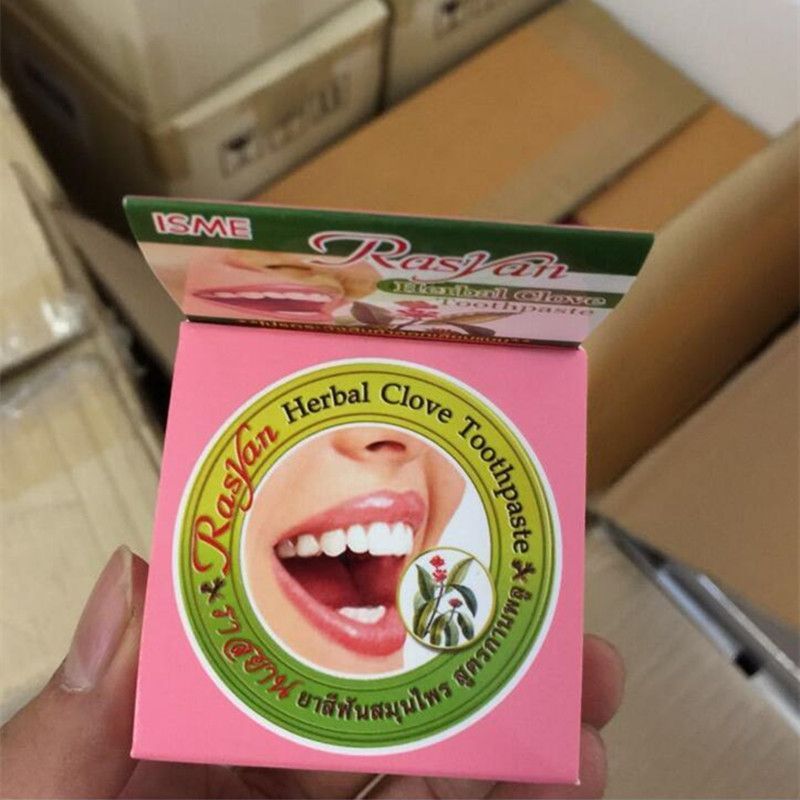 ISME
Rasyan
Herbal Clove
Toothpaste
Rasyan Herbal Clove Toothpaste
ราสยาน ยาสีฟันสมุนไพร สูตรกานพลู